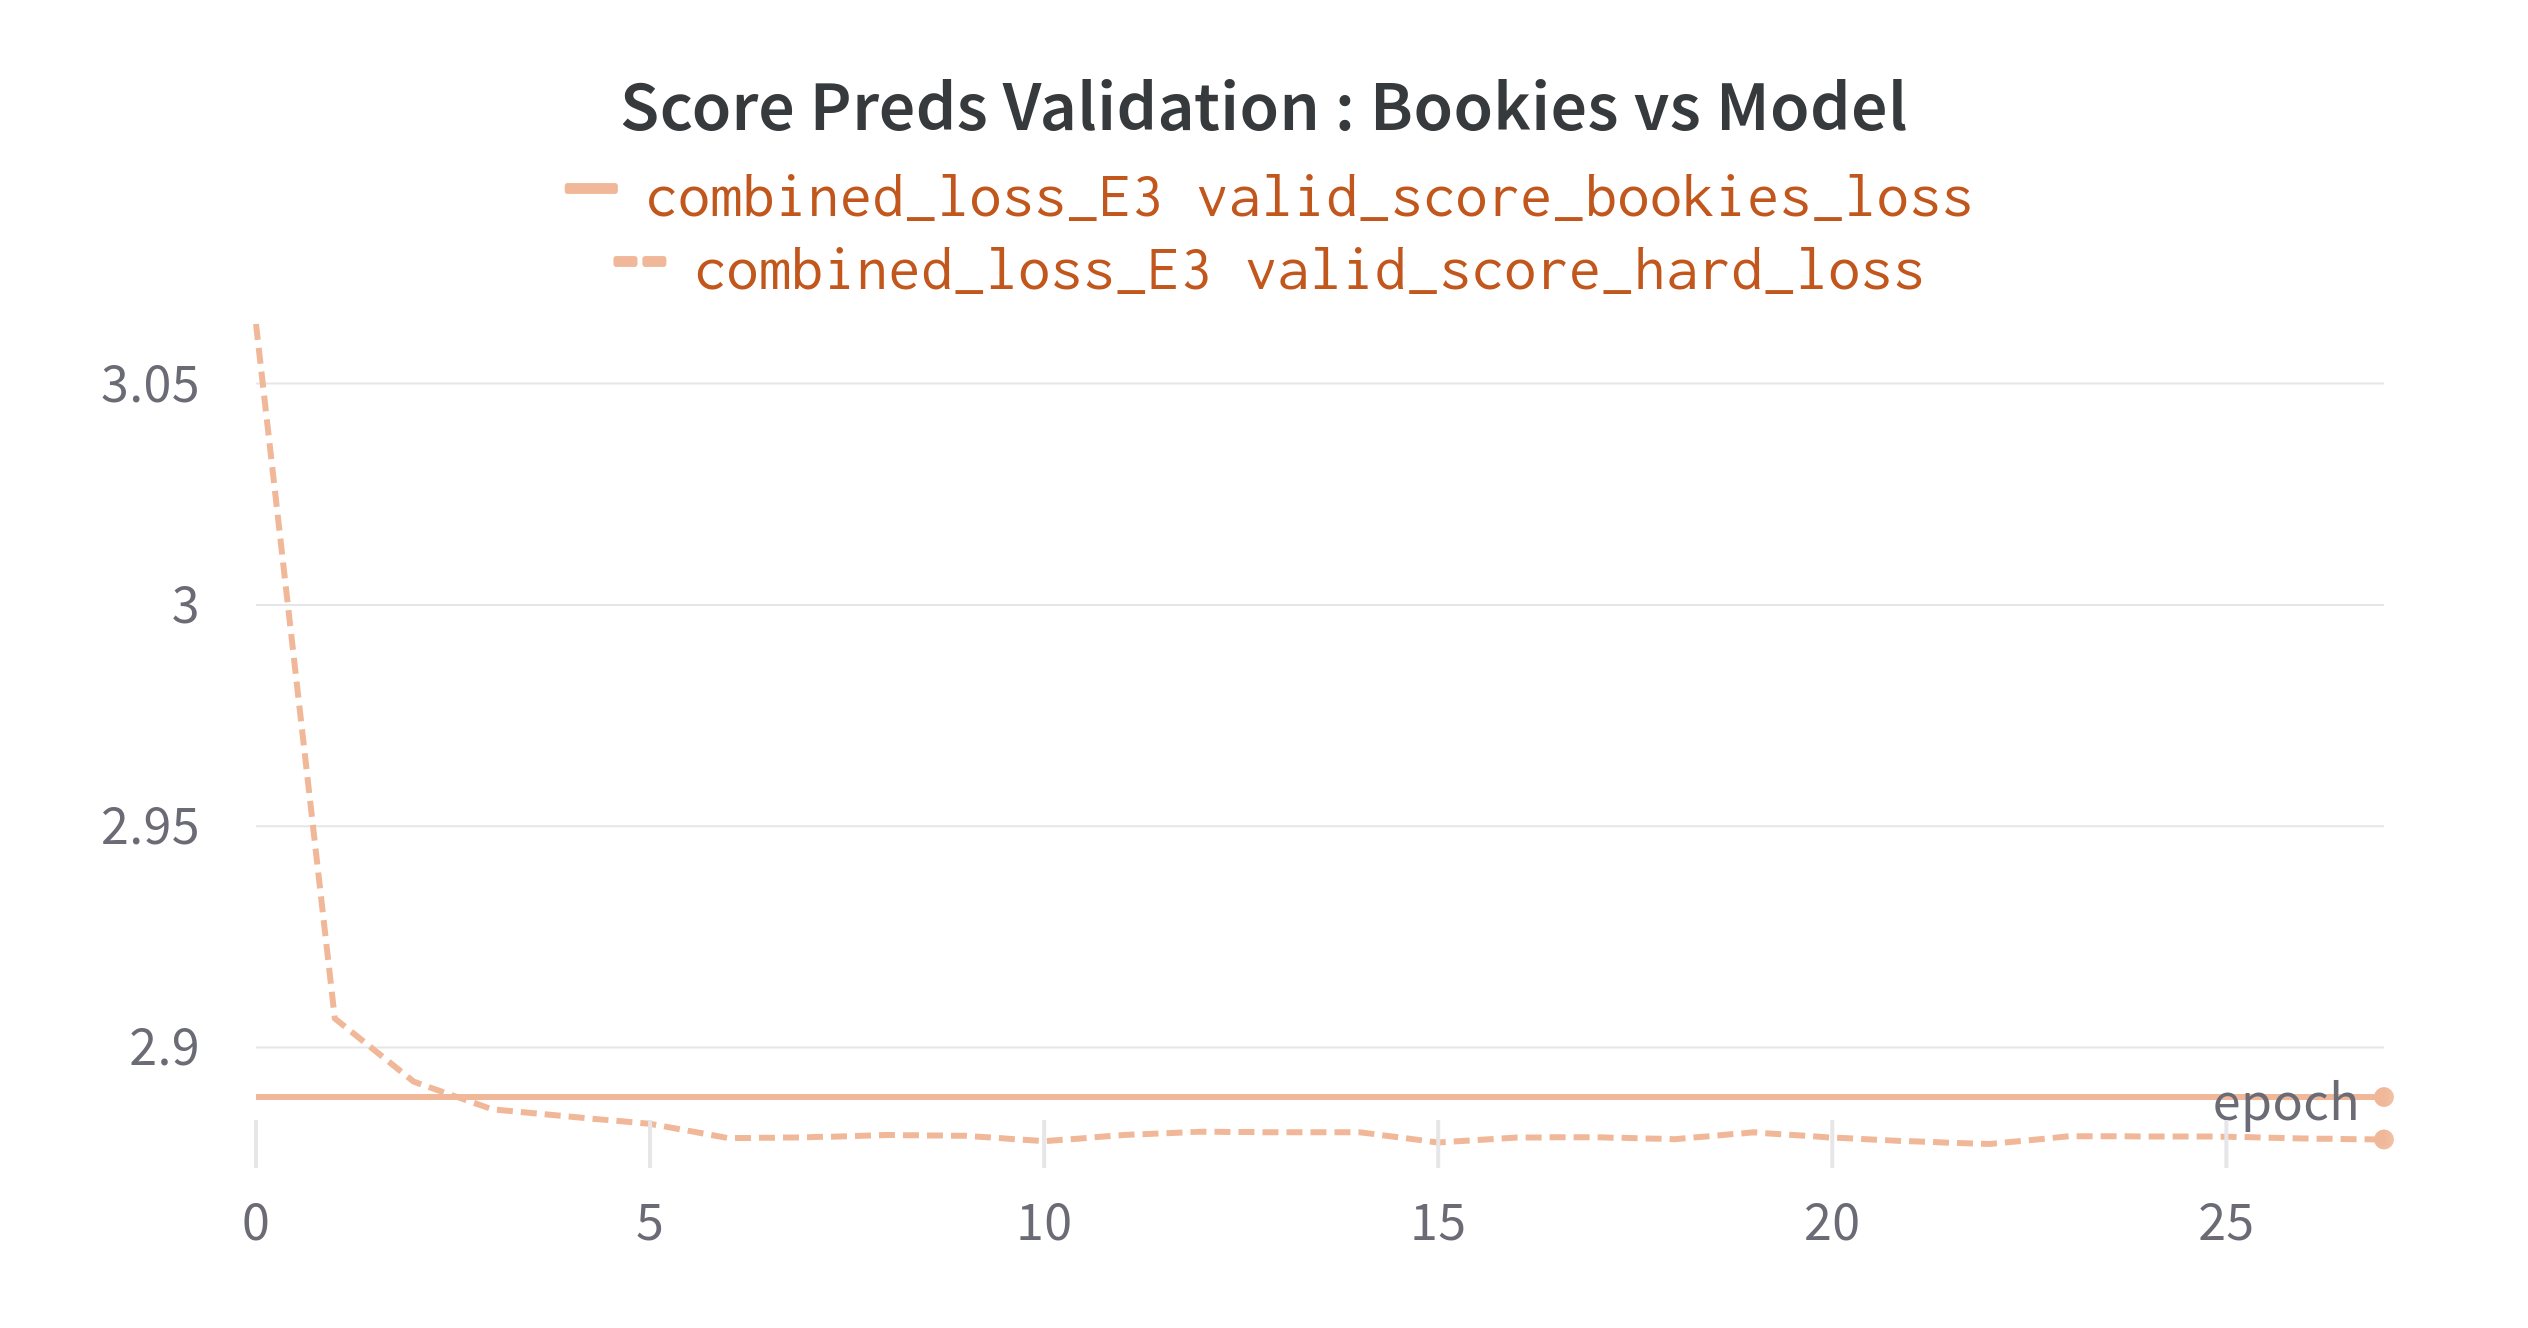 Score Preds Validation : Bookies vs Model
combined_loss_E3 valid_score_bookies_loss
combined_loss_E3 valid_score_hard_loss
3.05
3
2.95
2.9
epoch
0 5 10 15 20 25